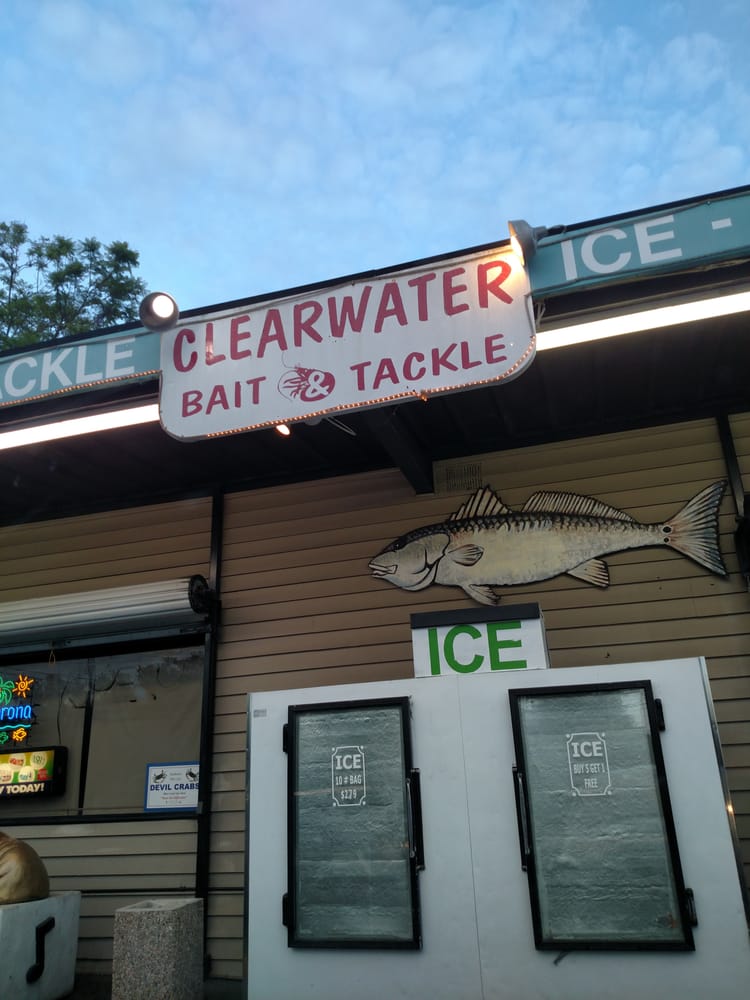 ACKLE
CLEARWATER
BAIT & TACKLE
ICE -
ICE
ICE
10 # BAG
$2.79
ICE
BUY 5 GET 1
FREE
rona
Y TODAY!
DEVIL CRABS